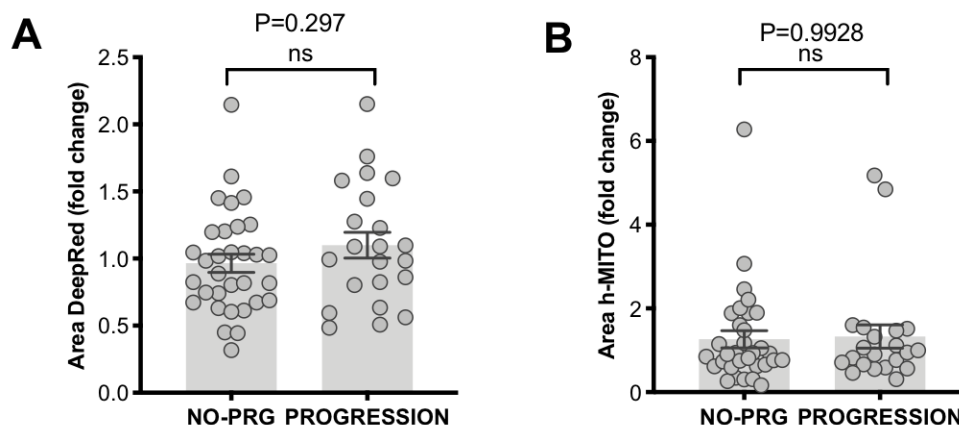 A
P=0.297
ns
Area DeepRed (fold change)
2.5
2.0
1.5
1.0
0.5
0.0
NO-PRG PROGRESSION
B
P=0.9928
ns
Area h-MITO (fold change)
8
6
4
2
0
NO-PRG PROGRESSION